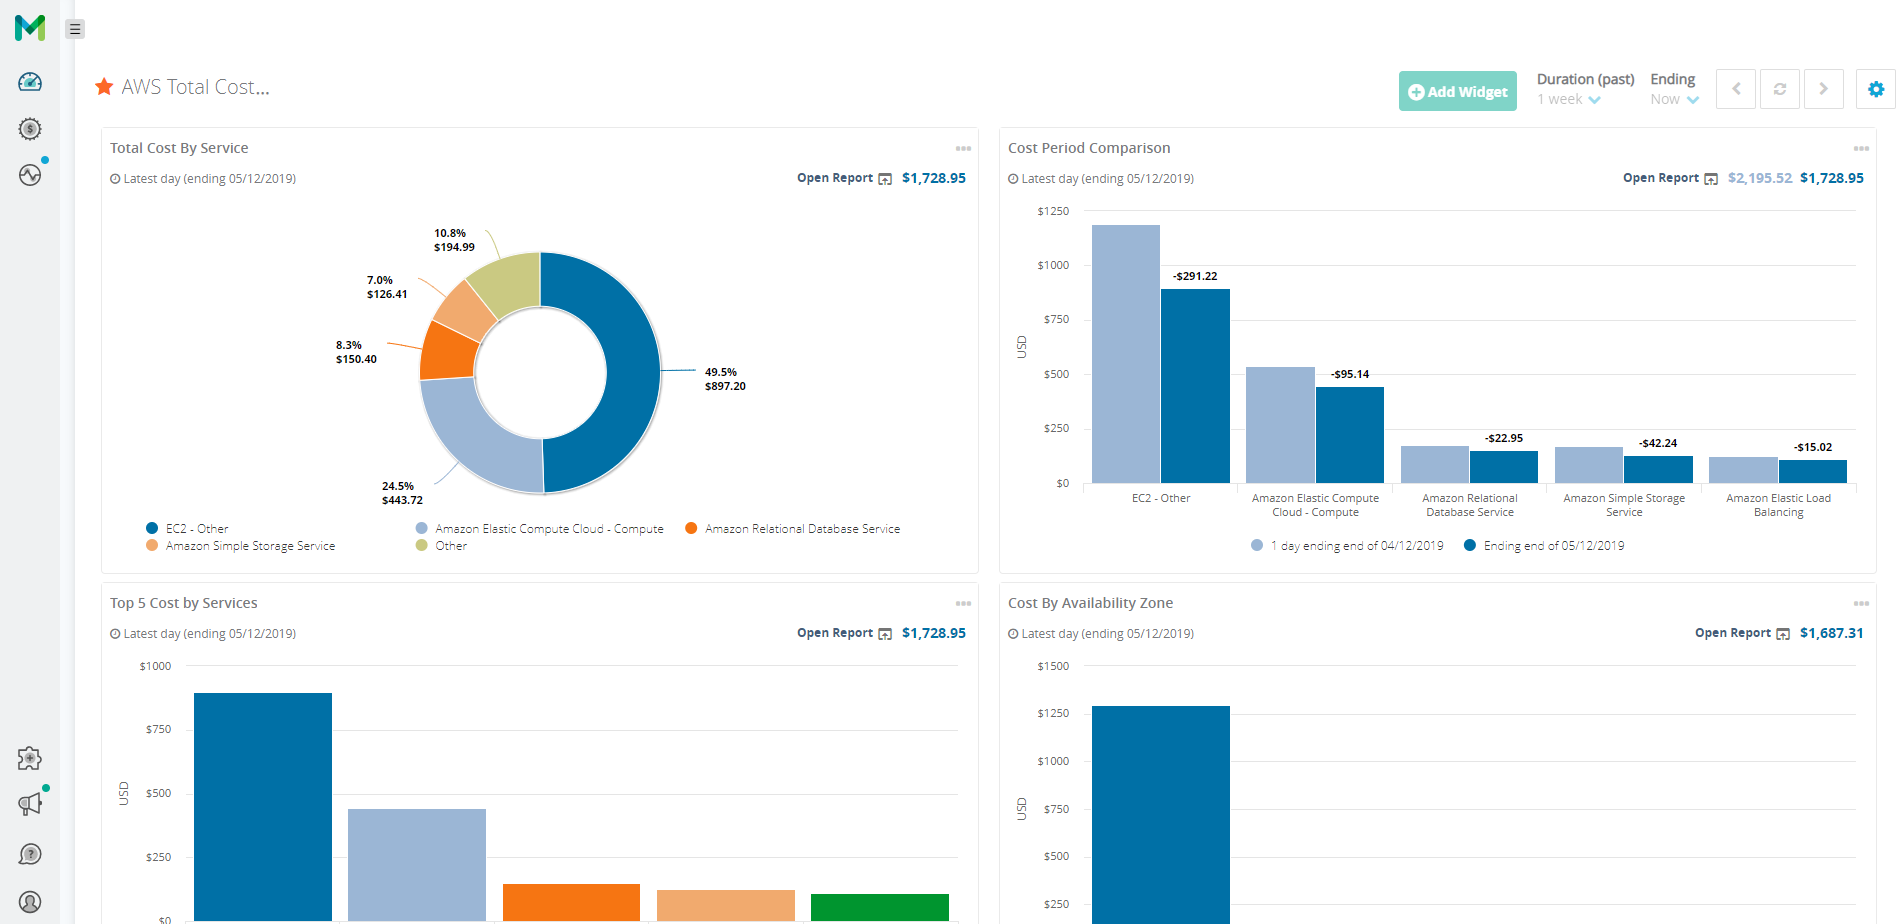 AWS Total Cost...
Add Widget
Duration (past)
1 week
Ending
Now
Total Cost By Service
Latest day (ending 05/12/2019)
Open Report $1,728.95
10.8%
$194.99
7.0%
$126.41
8.3%
$150.40
49.5%
$897.20
24.5%
$443.72
EC2 - Other
Amazon Elastic Compute Cloud - Compute
Amazon Relational Database Service
Amazon Simple Storage Service
Other
Cost Period Comparison
Latest day (ending 05/12/2019)
Open Report $2,195.52 $1,728.95
$1250
$1000
$750
$500
$250
$0
USD
-$291.22
-$95.14
-$22.95
-$42.24
-$15.02
EC2 - Other
Amazon Elastic Compute
Cloud - Compute
Amazon Relational
Database Service
Amazon Simple Storage
Service
Amazon Elastic Load
Balancing
1 day ending end of 04/12/2019
Ending end of 05/12/2019
Top 5 Cost by Services
Latest day (ending 05/12/2019)
Open Report $1,728.95
$1000
$750
$500
$250
$0
USD
Cost By Availability Zone
Latest day (ending 05/12/2019)
Open Report $1,687.31
$1500
$1250
$1000
$750
$500
$250
USD